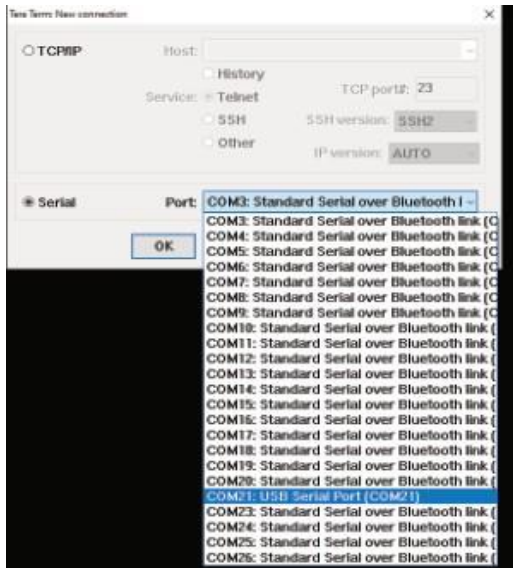 Tera Term: New connection
TCP/IP
Host:
History
Service:
Telnet
TCP port#: 23
SSH
SSH version: SSH2
Other
IP version: AUTO
Serial
Port: COM3: Standard Serial over Bluetooth l
COM3: Standard Serial over Bluetooth link (C
COM4: Standard Serial over Bluetooth link (C
COM5: Standard Serial over Bluetooth link (C
COM6: Standard Serial over Bluetooth link (C
COM7: Standard Serial over Bluetooth link (C
COM8: Standard Serial over Bluetooth link (C
COM9: Standard Serial over Bluetooth link (C
COM10: Standard Serial over Bluetooth link (
COM11: Standard Serial over Bluetooth link (
COM12: Standard Serial over Bluetooth link (
COM13: Standard Serial over Bluetooth link (
COM14: Standard Serial over Bluetooth link (
COM15: Standard Serial over Bluetooth link (
COM16: Standard Serial over Bluetooth link (
COM17: Standard Serial over Bluetooth link (
COM18: Standard Serial over Bluetooth link (
COM19: Standard Serial over Bluetooth link (
COM20: Standard Serial over Bluetooth link (
COM21: USB Serial Port (COM21)
COM23: Standard Serial over Bluetooth link (
COM24: Standard Serial over Bluetooth link (
COM25: Standard Serial over Bluetooth link (
COM26: Standard Serial over Bluetooth link (
OK